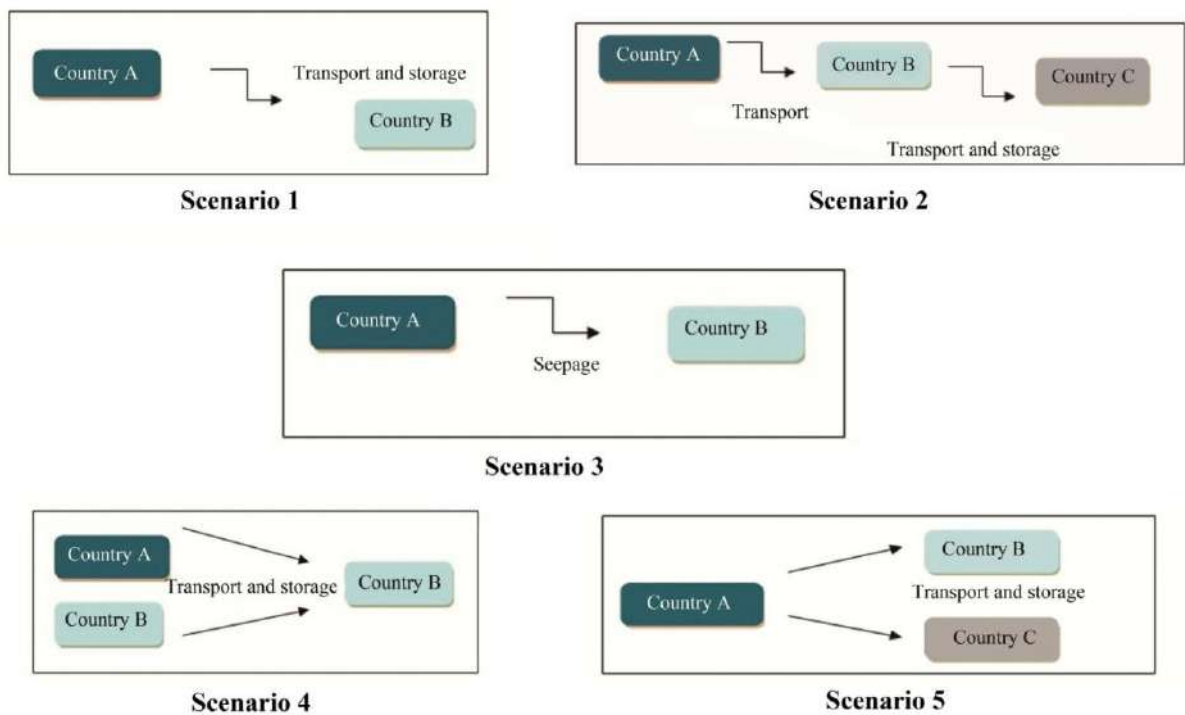 Country A
Transport and storage
Country B
Scenario 1
Country A
Country B
Country C
Transport
Transport and storage
Scenario 2
Country A
Country B
Seepage
Scenario 3
Country A
Transport and storage
Country B
Country B
Scenario 4
Country B
Country A
Transport and storage
Country C
Scenario 5